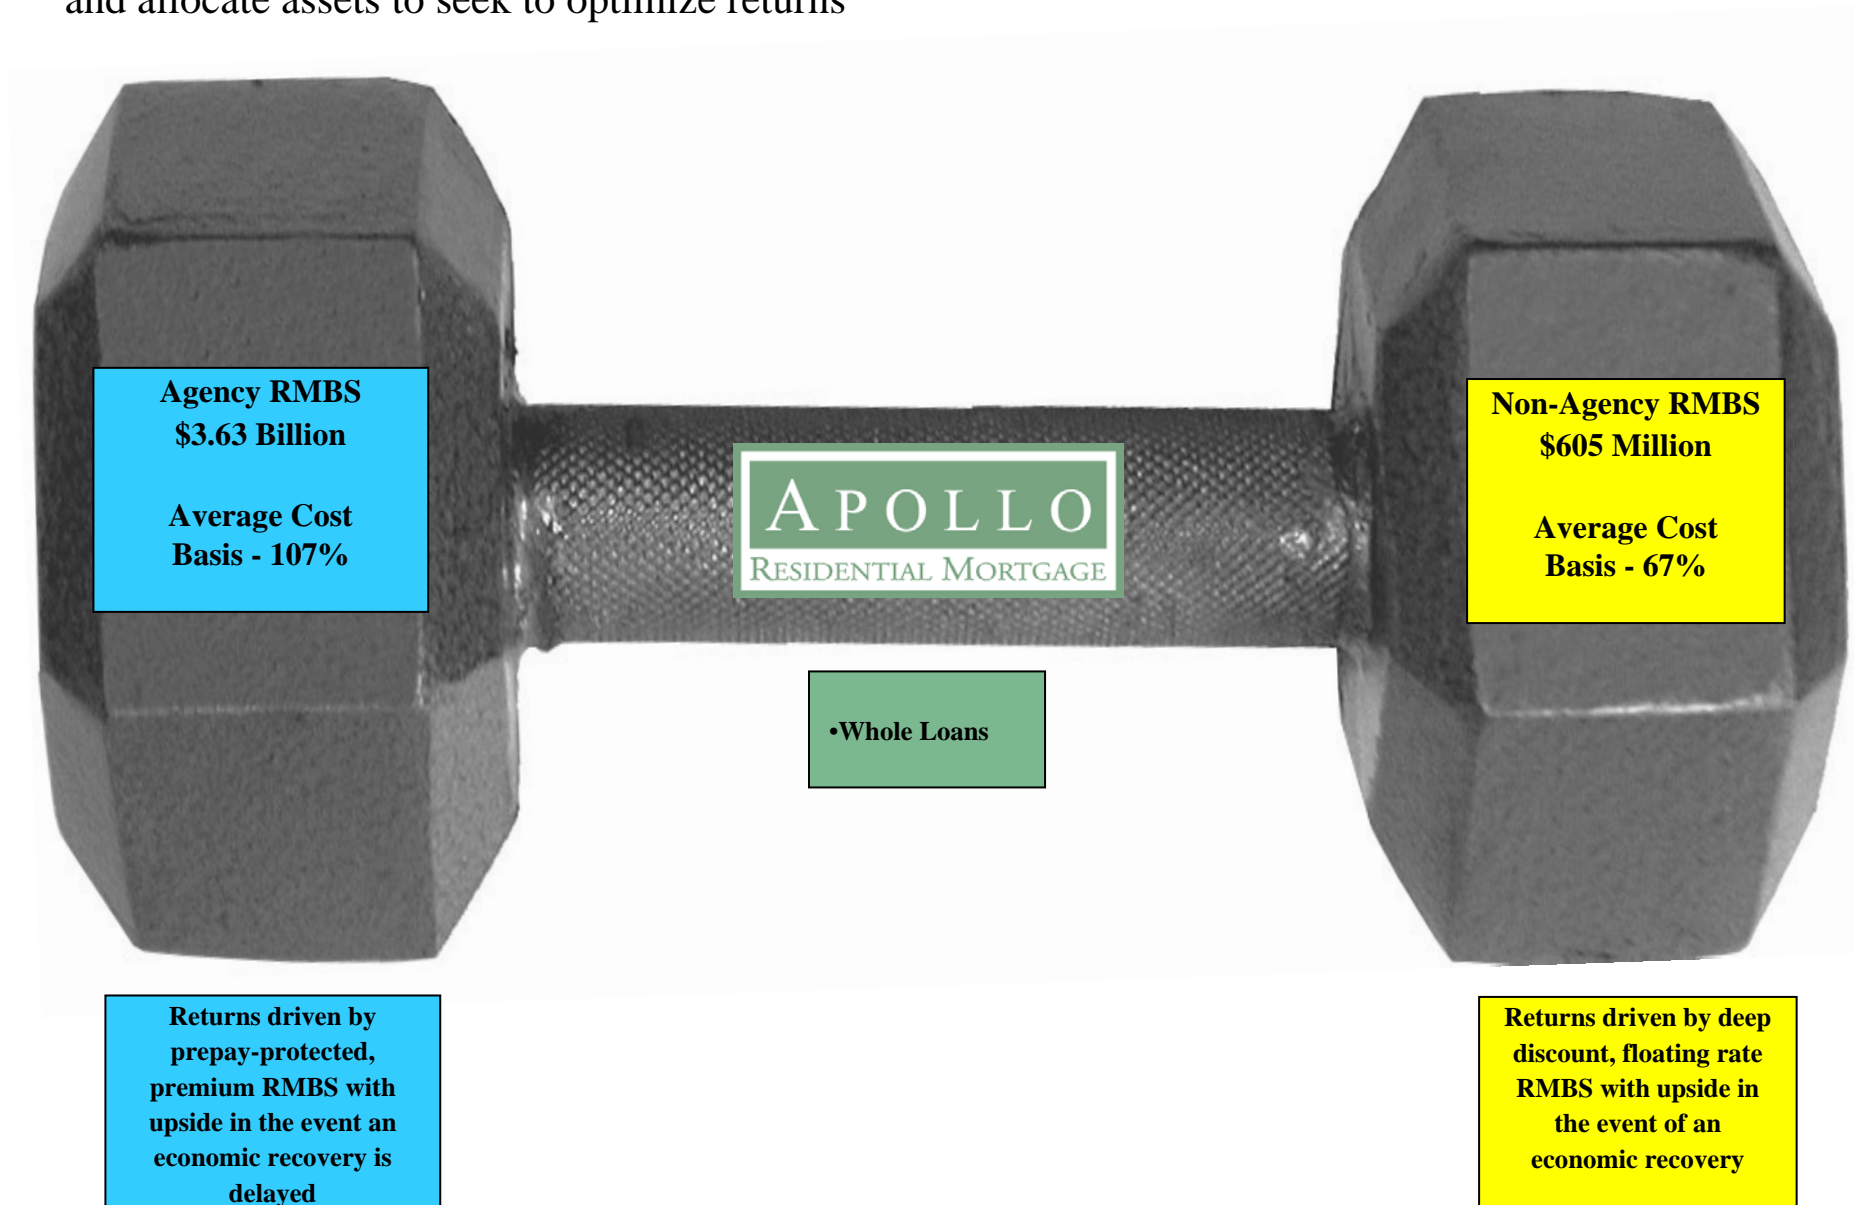 and allocate assets to seek to optimize returns
Agency RMBS
$3.63 Billion
Average Cost
Basis - 107%
Non-Agency RMBS
$605 Million
Average Cost
Basis - 67%
APOLLO
RESIDENTIAL MORTGAGE
•Whole Loans
Returns driven by
prepay-protected,
premium RMBS with
upside in the event an
economic recovery is
delayed
Returns driven by deep
discount, floating rate
RMBS with upside in
the event of an
economic recovery